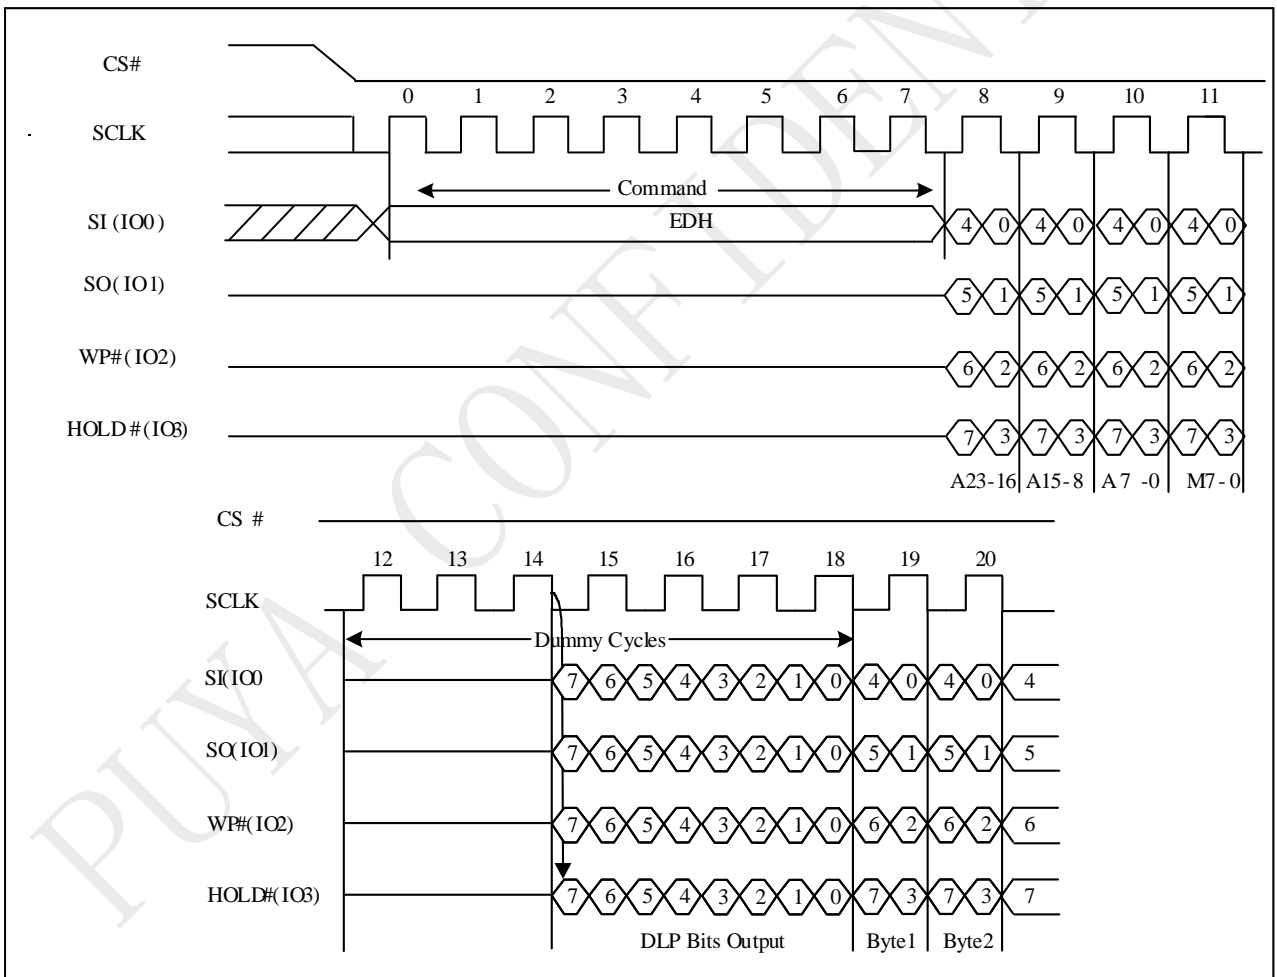 CS#
0 1 2 3 4 5 6 7 8 9 10 11
SCLK
Command
SI (IO0) EDH 4 0 4 0 4 0 4 0
SO( IO1) 5 1 5 1 5 1 5 1
WP#( IO2) 6 2 6 2 6 2 6 2
HOLD #(IO3) 7 3 7 3 7 3 7 3
A23-16 A15-8 A7 -0 M7-0
CS #
12 13 14 15 16 17 18 19 20
SCLK
Dummy Cycles
SI(IO0 7 6 5 4 3 2 1 0 4 0 4 0 4
SO(IO1) 7 6 5 4 3 2 1 0 5 1 5 1 5
WP#(IO2) 7 6 5 4 3 2 1 0 6 2 6 2 6
HOLD#(IO3) 7 6 5 4 3 2 1 0 7 3 7 3 7
DLP Bits Output Byte1 Byte2
PUYA CONFIDEN